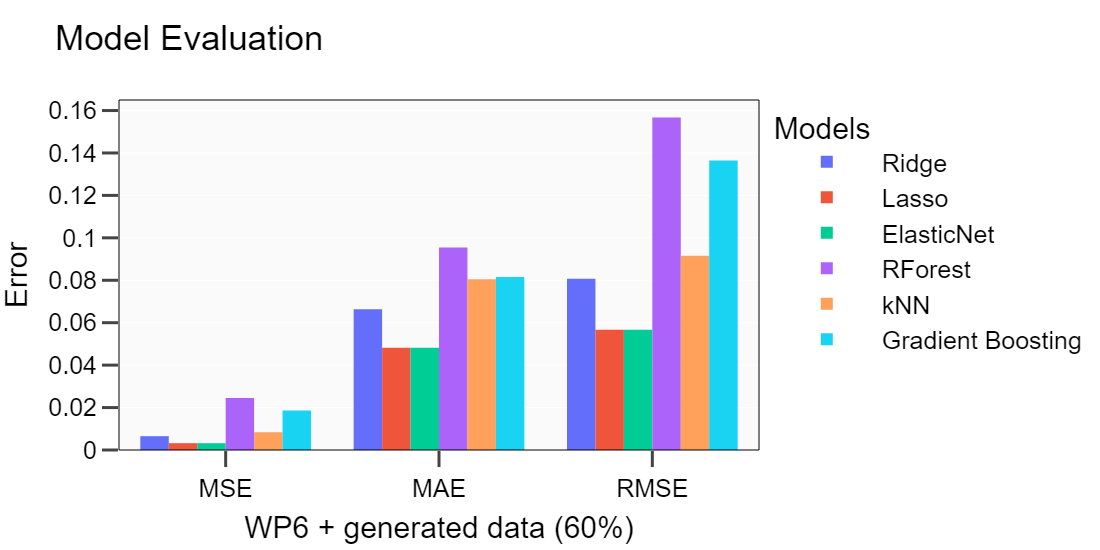 Model Evaluation
0.16
0.14
0.12
0.1
0.08
0.06
0.04
0.02
0
Error
MSE
MAE
RMSE
WP6 + generated data (60%)
Models
Ridge
Lasso
ElasticNet
RForest
kNN
Gradient Boosting